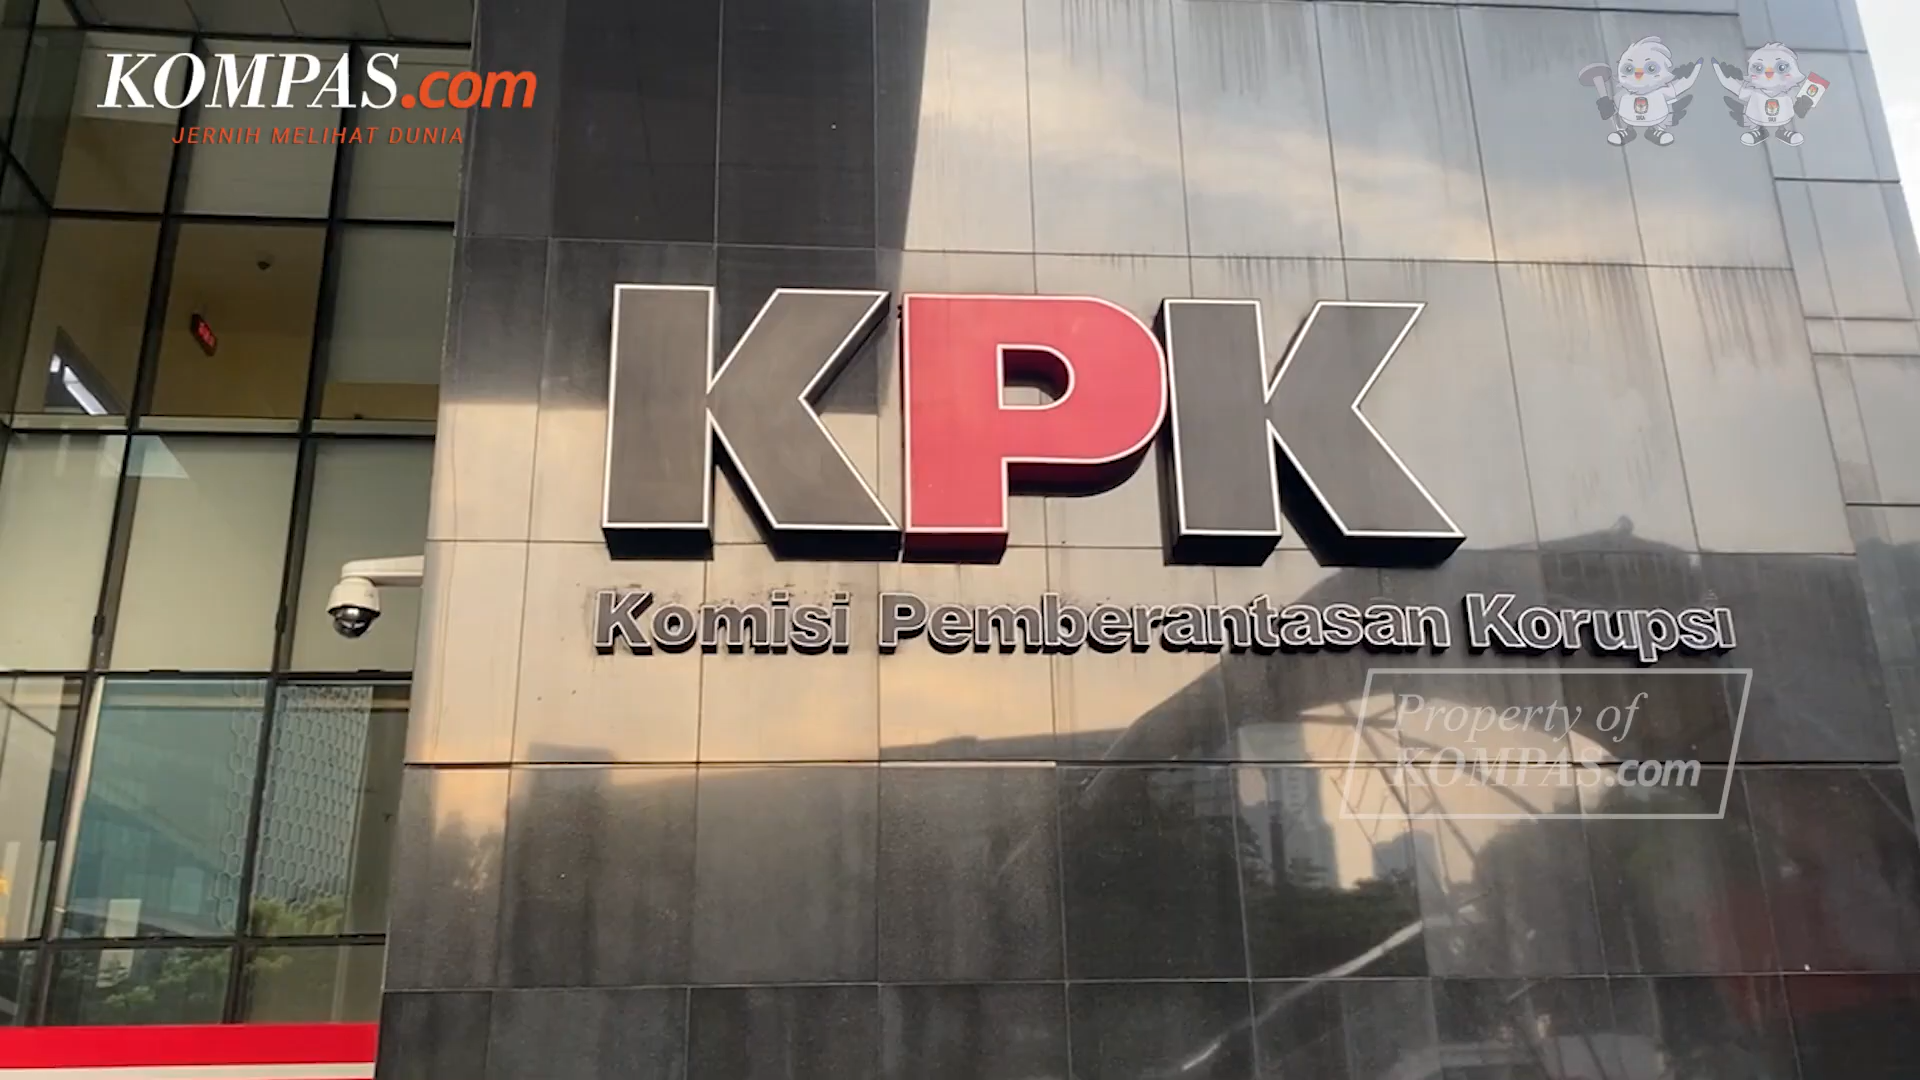 KOMPAS.com
JERNIH MELIHAT DUNIA
KPK
Komisi Pemberantasan Korupsi
Property of
KOMPAS.com